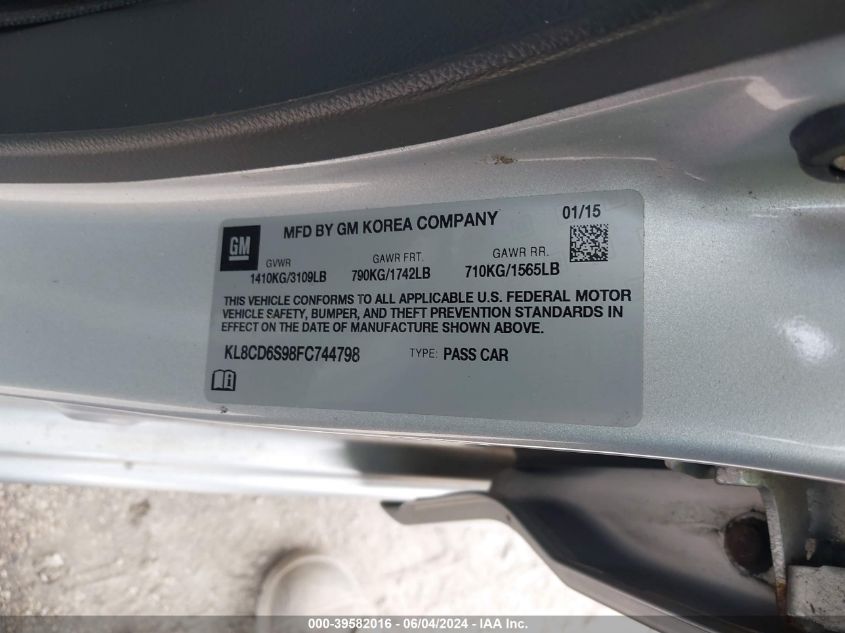 MFD BY GM KOREA COMPANY
01/15
GM
GVWR
1410KG/3109LB
GAWR FRT.
790KG/1742LB
GAWR RR.
710KG/1565LB
THIS VEHICLE CONFORMS TO ALL APPLICABLE U.S. FEDERAL MOTOR
VEHICLE SAFETY, BUMPER, AND THEFT PREVENTION STANDARDS IN
EFFECT ON THE DATE OF MANUFACTURE SHOWN ABOVE.
KL8CD6S98FC744798
TYPE: PASS CAR
000-39582016 - 06/04/2024 - IAA Inc.